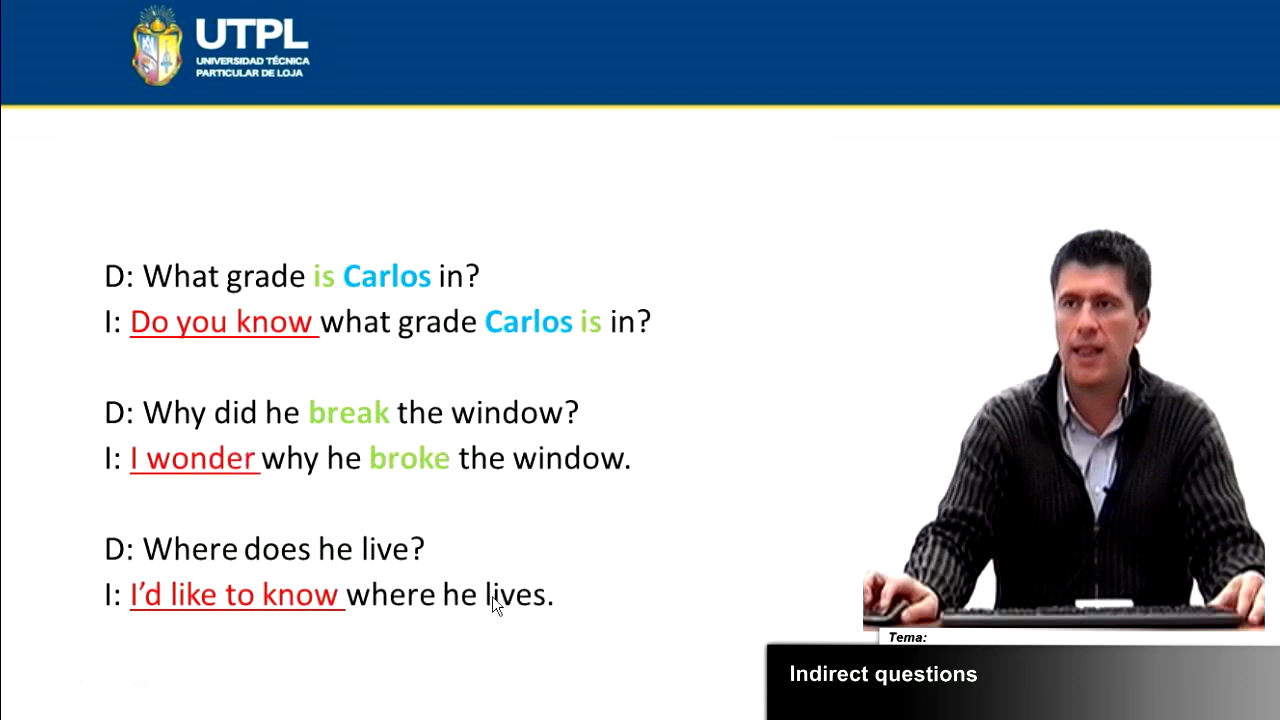 UTPL
UNIVERSIDAD TÉCNICA
PARTICULAR DE LOJA
D: What grade is Carlos in?
I: Do you know what grade Carlos is in?
D: Why did he break the window?
I: I wonder why he broke the window.
D: Where does he live?
I: I'd like to know where he lives.
Tema:
Indirect questions